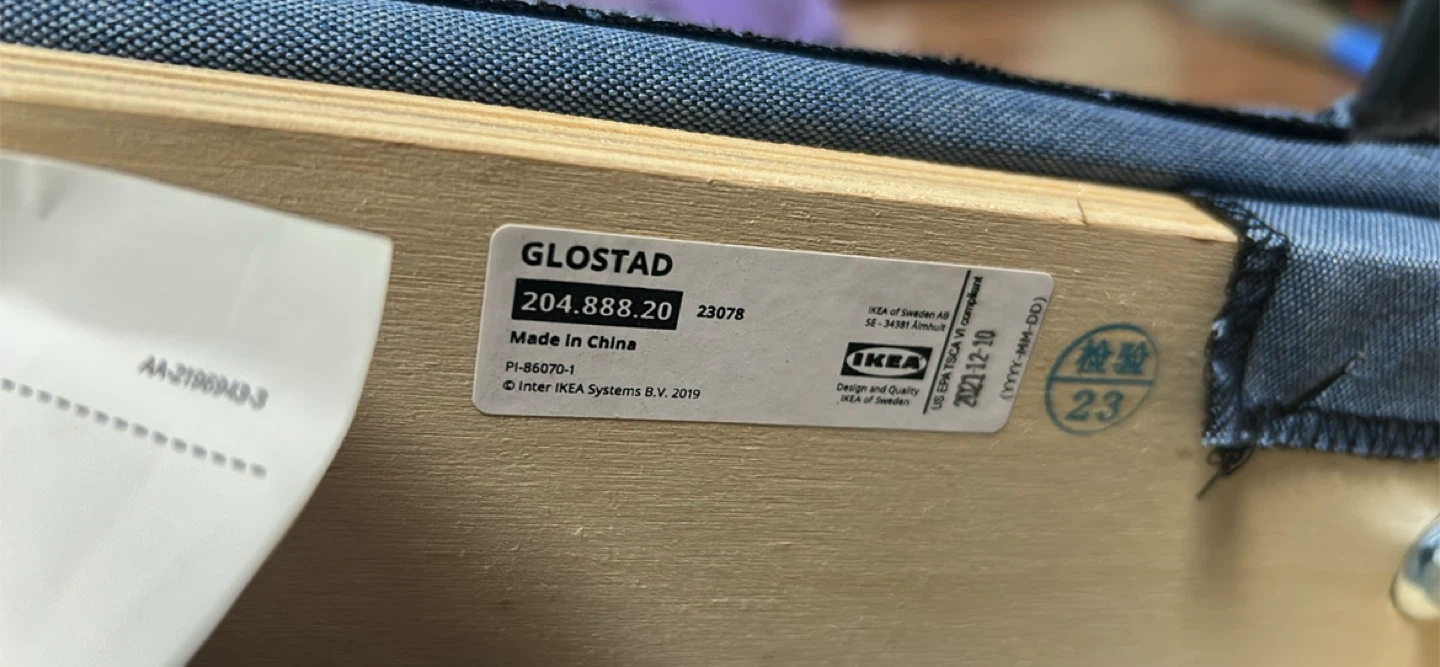 AA-2196943-3
GLOSTAD
204.888.20 23078
Made in China
PI-86070-1
© Inter IKEA Systems B.V. 2019
IKEA of Sweden AB
SE - 34381 Älmhult
IKEA
Design and Quality
IKEA of Sweden
US EPA TSCA VI compliant
2021-12-10
(YYYY-MM-DD)
检验
23